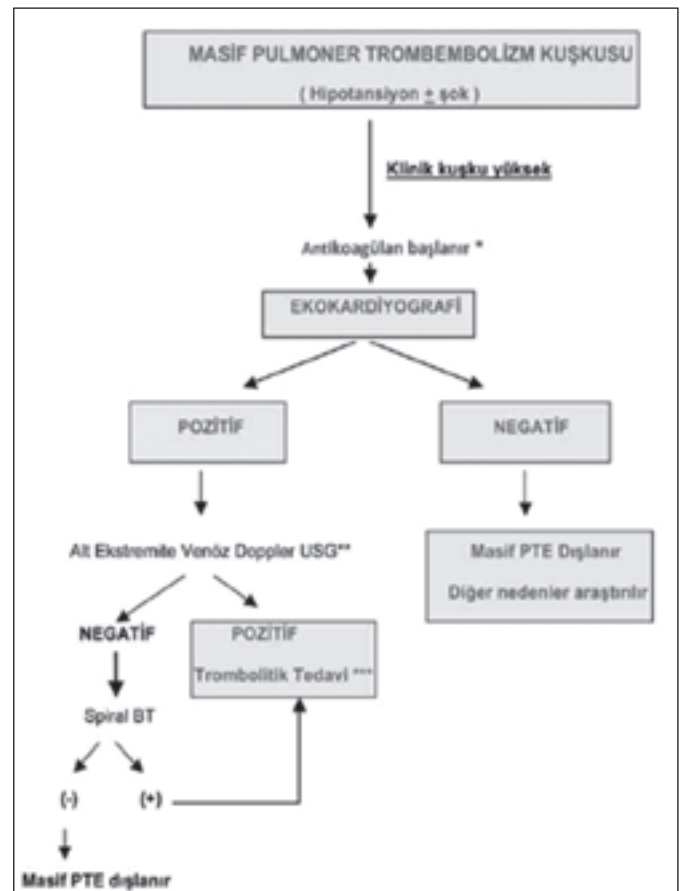 MASİF PULMONER TROMBEMBOLİZM KUŞKUSU
( Hipotansiyon ± şok )
Klinik kuşku yüksek
Antikoagülan başlanır *
EKOKARDİYOGRAFİ
POZİTİF
NEGATİF
Alt Ekstremite Venöz Doppler USG**
Masif PTE Dışlanır
Diğer nedenler araştırılır
NEGATİF
POZİTİF
Trombolitik Tedavi ***
Spiral BT
(-)
(+)
Masif PTE dışlanır